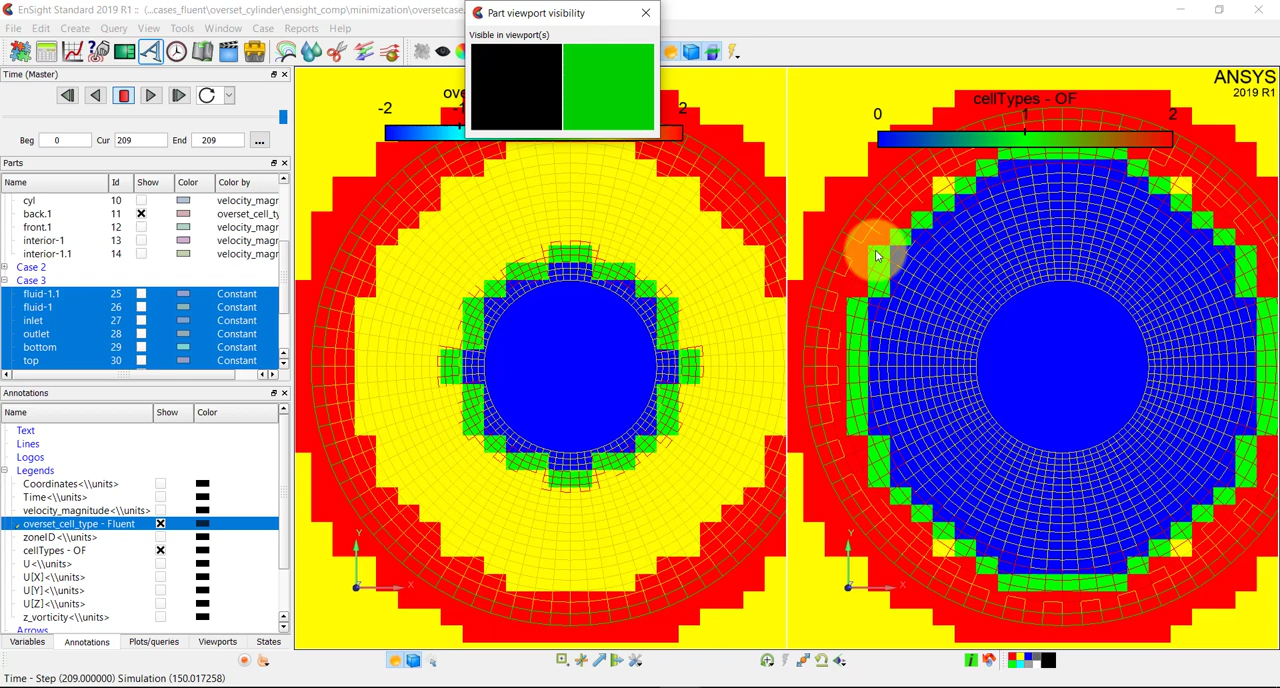 EnSight Standard 2019 R1 :: (...cases_fluent/overset_cylinder/ensight_comp/minimization/oversetcase.
Part viewport visibility
File Edit Create Query View Tools Window Case Reports Help
Visible in viewport(s)
Time (Master)
Beg 0 Cur 209 End 209 ...
Parts
Name Id Show Color Color by
cyl 10 velocity_magr
back.1 11 overset_cell_ty
front.1 12 velocity_magr
interior-1 13 velocity_magr
interior-1.1 14 velocity_magr
Case 2
Case 3
fluid-1.1 25 Constant
fluid-1 26 Constant
inlet 27 Constant
outlet 28 Constant
bottom 29 Constant
top 30 Constant
Annotations
Name Show Color
Text
Lines
Logos
Legends
Coordinates<\\units>
Time<\\units>
velocity_magnitude<\\units>
overset_cell_type - Fluent
zoneID<\\units>
cellTypes - OF
U<\\units>
U[X]<\\units>
U[Y]<\\units>
U[Z]<\\units>
z_vorticity<\\units>
Arrows
Variables Annotations Plots/queries Viewports States
Time - Step (209.000000) Simulation (150.017258)
ove
-2 -1 2
Y
X
ANSYS
2019 R1
cellTypes - OF
0 1 2
Y
X